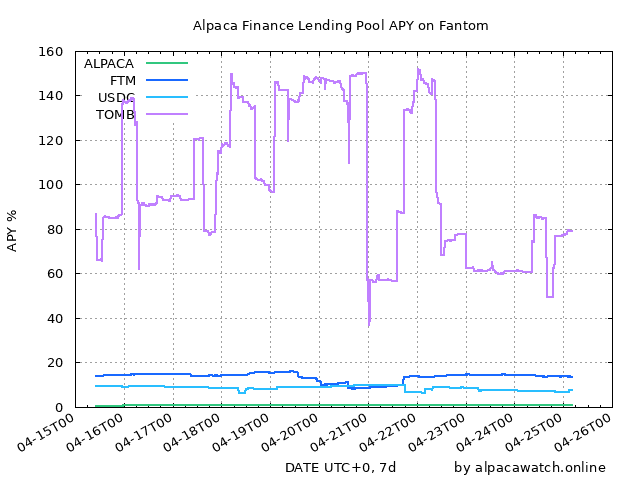 Alpaca Finance Lending Pool APY on Fantom
APY %
160
140
120
100
80
60
40
20
0
ALPACA
FTM
USDC
TOMB
04-15T00
04-16T00
04-17T00
04-18T00
04-19T00
04-20T00
04-21T00
04-22T00
04-23T00
04-24T00
04-25T00
04-26T00
DATE UTC+0, 7d
by alpacawatch.online